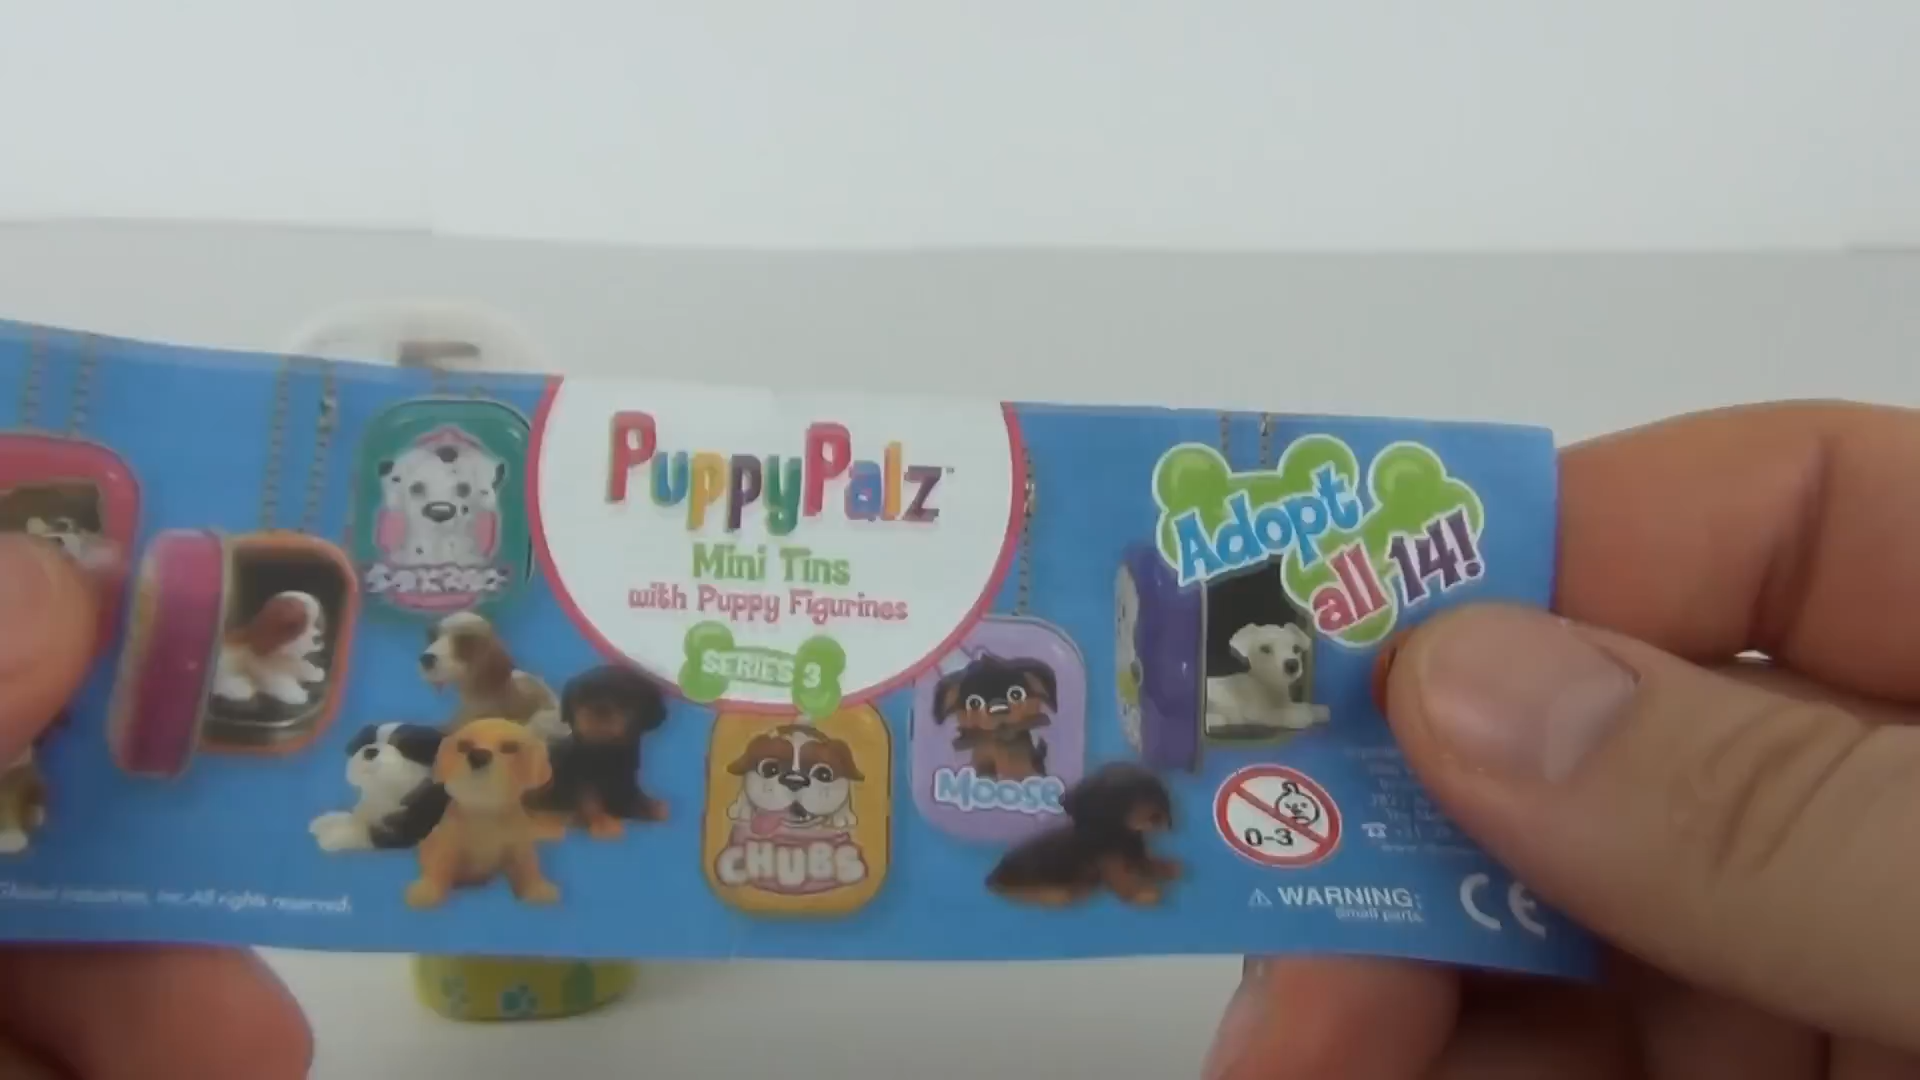 PuppyPalz™
Mini Tins
with Puppy Figurines
SERIES 3
Adopt
all 14!
Moose
CHUBS
0-3
WARNING:
Small parts
CE
Global Industries, Inc. All rights reserved.